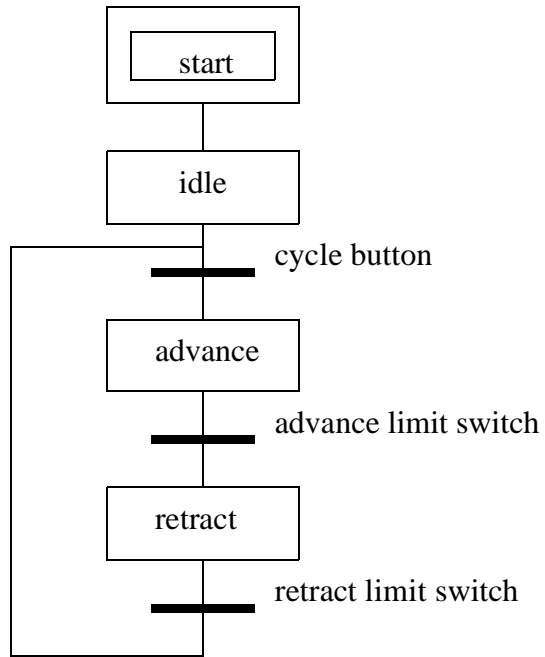 start
idle
cycle button
advance
advance limit switch
retract
retract limit switch